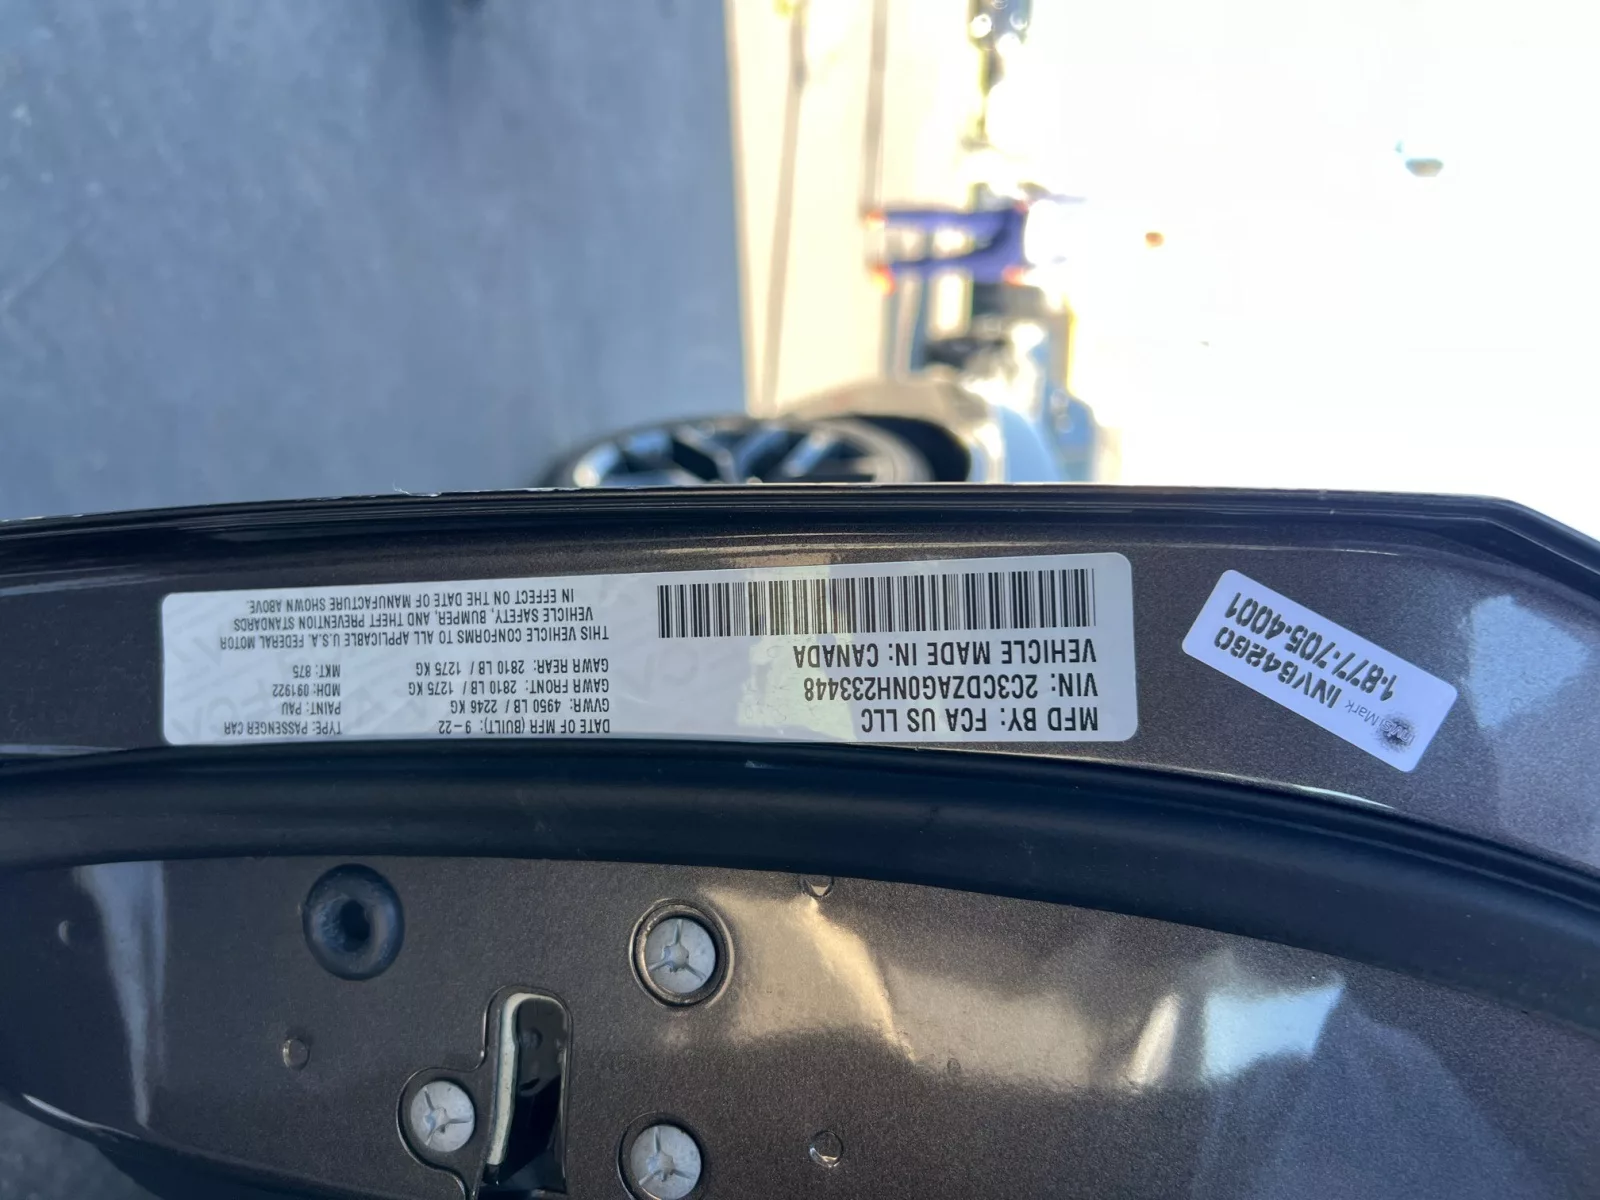 MFD BY: FCA US LLC
VIN: 2C3CDZAG0NH233448
VEHICLE MADE IN: CANADA
DATE OF MFR (BUILT): 9-22
GVWR: 4950 LB / 2246 KG
GAWR FRONT: 2810 LB / 1275 KG
GAWR REAR: 2810 LB / 1275 KG
TYPE: PASSENGER CAR
PAINT: PAU
MDH: 091922
MKT: 875
THIS VEHICLE CONFORMS TO ALL APPLICABLE U.S.A. FEDERAL MOTOR
VEHICLE SAFETY, BUMPER, AND THEFT PREVENTION STANDARDS
IN EFFECT ON THE DATE OF MANUFACTURE SHOWN ABOVE.
Mark
INVB4260
1-877-705-4001